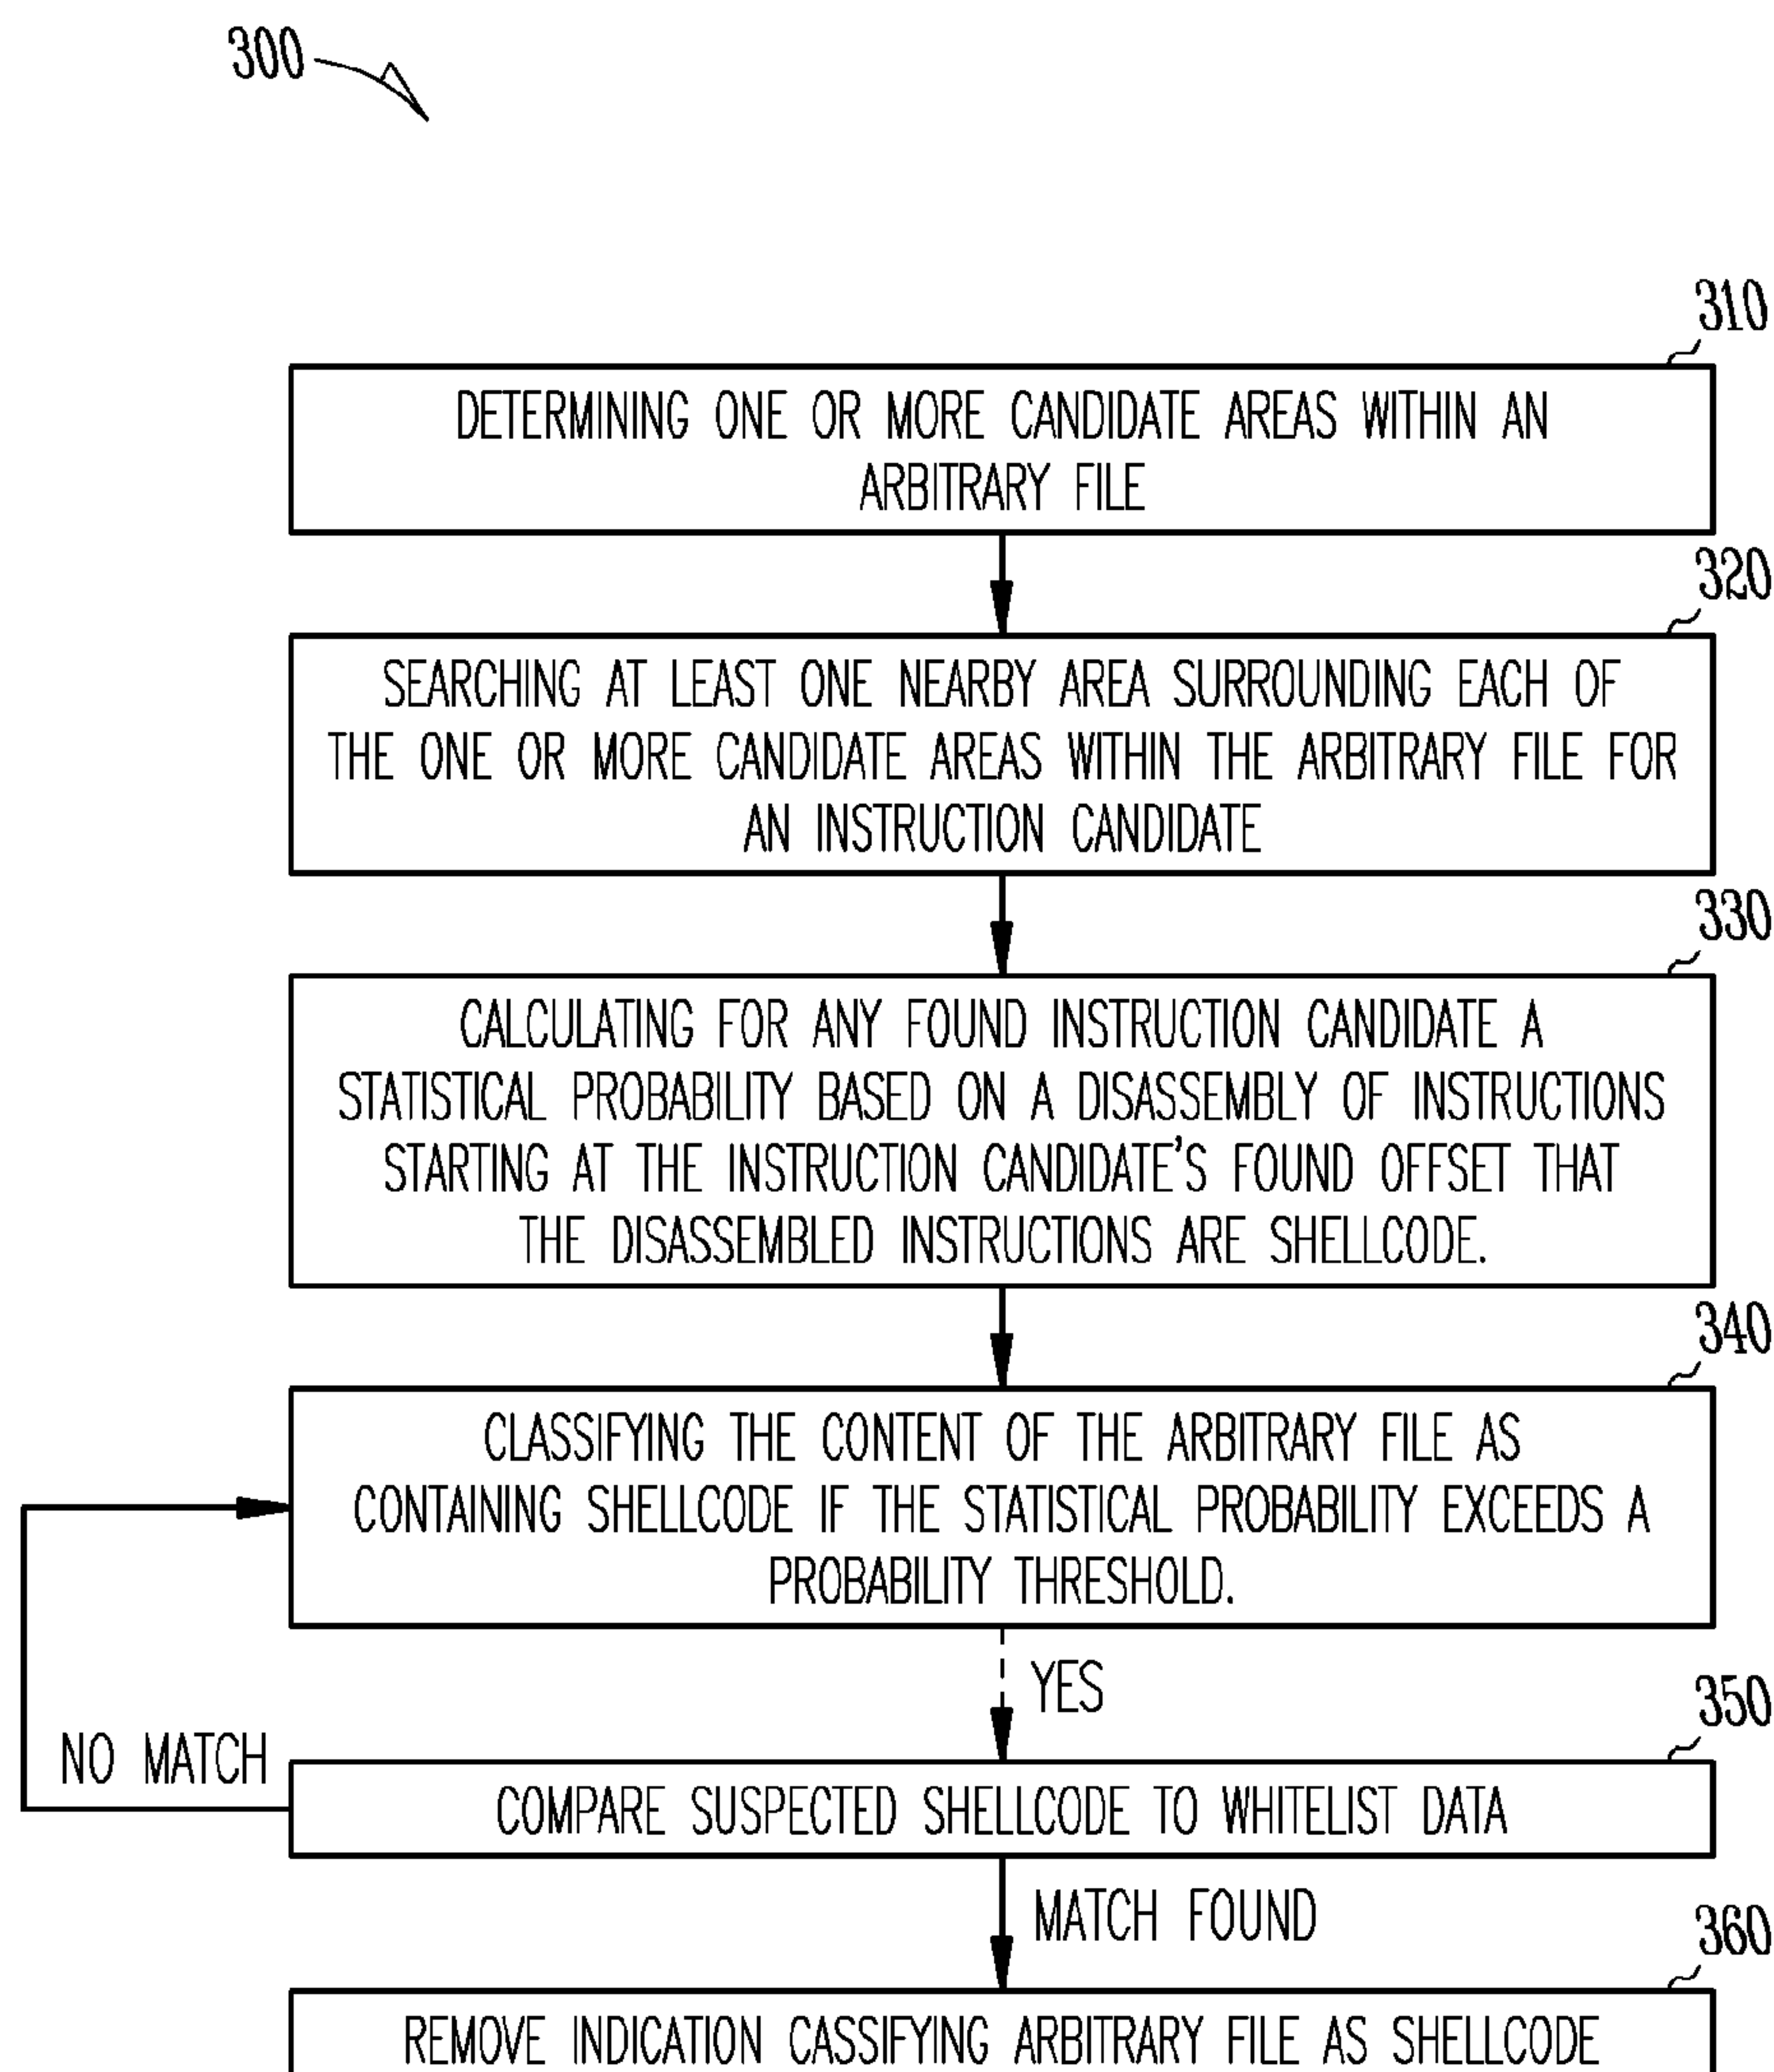 300
310
DETERMINING ONE OR MORE CANDIDATE AREAS WITHIN AN
ARBITRARY FILE
320
SEARCHING AT LEAST ONE NEARBY AREA SURROUNDING EACH OF
THE ONE OR MORE CANDIDATE AREAS WITHIN THE ARBITRARY FILE FOR
AN INSTRUCTION CANDIDATE
330
CALCULATING FOR ANY FOUND INSTRUCTION CANDIDATE A
STATISTICAL PROBABILITY BASED ON A DISASSEMBLY OF INSTRUCTIONS
STARTING AT THE INSTRUCTION CANDIDATE'S FOUND OFFSET THAT
THE DISASSEMBLED INSTRUCTIONS ARE SHELLCODE.
340
CLASSIFYING THE CONTENT OF THE ARBITRARY FILE AS
CONTAINING SHELLCODE IF THE STATISTICAL PROBABILITY EXCEEDS A
PROBABILITY THRESHOLD.
YES
350
NO MATCH
COMPARE SUSPECTED SHELLCODE TO WHITELIST DATA
MATCH FOUND
360
REMOVE INDICATION CASSIFYING ARBITRARY FILE AS SHELLCODE